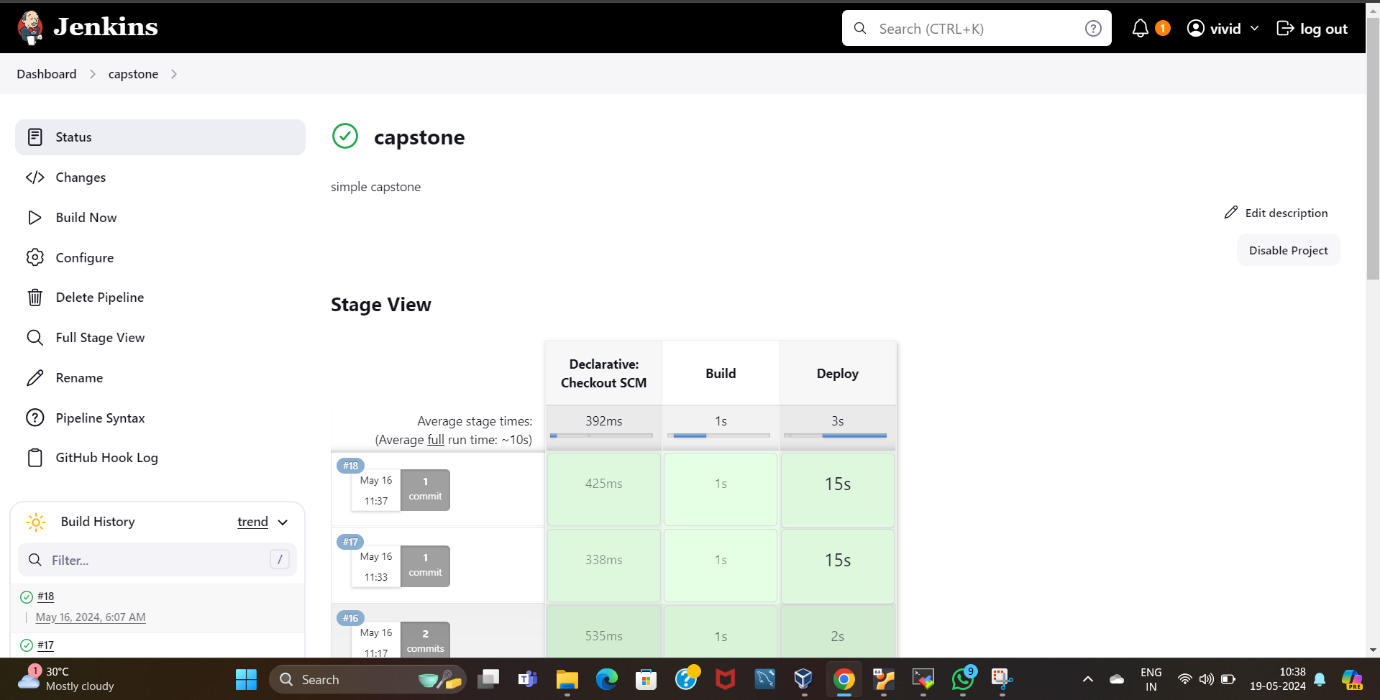 Jenkins
Search (CTRL+K)
?
1
vivid
log out
Dashboard
capstone
Status
Changes
Build Now
Configure
Delete Pipeline
Full Stage View
Rename
Pipeline Syntax
GitHub Hook Log
Build History
trend
Filter...
/
#18
May 16, 2024, 6:07 AM
#17
capstone
simple capstone
Edit description
Disable Project
Stage View
Declarative:
Checkout SCM
Build
Deploy
Average stage times:
(Average full run time: ~10s)
392ms
1s
3s
#18
May 16
11:37
1
commit
425ms
1s
15s
#17
May 16
11:33
1
commit
338ms
1s
15s
#16
May 16
11:17
2
commits
535ms
1s
2s
1
30°C
Mostly cloudy
Search
9
ENG
IN
10:38
19-05-2024
PRE